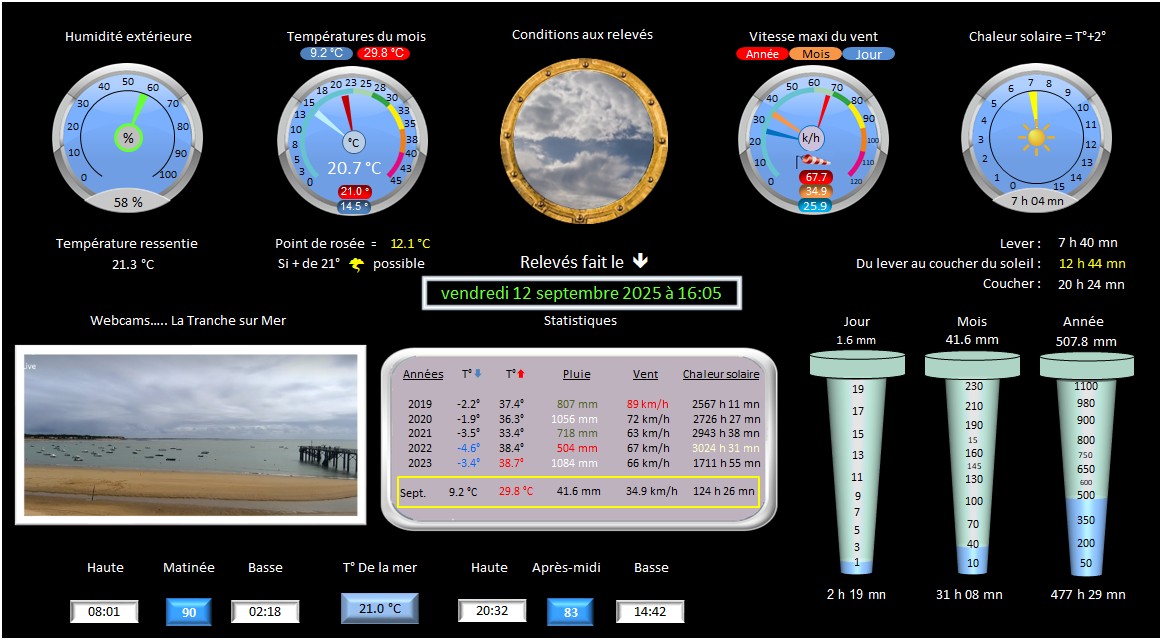 Humidité extérieure
Températures du mois
9.2 °C 29.8 °C
Conditions aux relevés
Vitesse maxi du vent
Année Mois Jour
Chaleur solaire = T°+2°
0 10 20 30 40 50 60 70 80 90 100
%
58 %
0 3 5 8 10 13 15 18 20 23 25 28 30 33 35 38 40 43 45
°C
20.7 °C
21.0 °
14.5 °
0 10 20 30 40 50 60 70 80 90 100 110 120
k/h
67.7
34.9
25.9
0 1 2 3 4 5 6 7 8 9 10 11 12 13 14 15
7 h 04 mn
Température ressentie
21.3 °C
Point de rosée = 12.1 °C
Si + de 21° possible
Relevés fait le
vendredi 12 septembre 2025 à 16:05
Lever : 7 h 40 mn
Du lever au coucher du soleil : 12 h 44 mn
Coucher : 20 h 24 mn
Webcams..... La Tranche sur Mer
Statistiques
Années T° T° Pluie Vent Chaleur solaire
2019 -2.2° 37.4° 807 mm 89 km/h 2567 h 11 mn
2020 -1.9° 36.3° 1056 mm 72 km/h 2726 h 27 mn
2021 -3.5° 33.4° 718 mm 63 km/h 2943 h 38 mn
2022 -4.6° 38.4° 504 mm 67 km/h 3024 h 31 mn
2023 -3.4° 38.7° 1084 mm 66 km/h 1711 h 55 mn
Sept. 9.2 °C 29.8 °C 41.6 mm 34.9 km/h 124 h 26 mn
Jour
1.6 mm
19
17
15
13
11
9
7
5
3
1
2 h 19 mn
Mois
41.6 mm
230
210
190
15
160
145
130
100
70
40
10
31 h 08 mn
Année
507.8 mm
1100
980
900
800
750
650
600
500
350
200
50
477 h 29 mn
Haute Matinée Basse
08:01 90 02:18
T° De la mer
21.0 °C
Haute Après-midi Basse
20:32 83 14:42